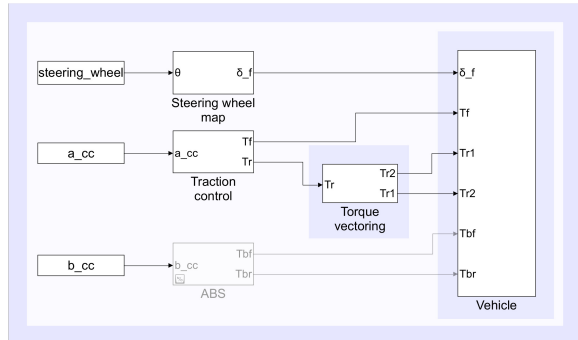 steering_wheel
θ
δ_f
Steering wheel
map
δ_f
a_cc
a_cc
Tf
Tr
Traction
control
Tr
Tr2
Tr1
Torque
vectoring
Tf
Tr1
Tr2
b_cc
b_cc
Tbf
Tbr
ABS
Tbf
Tbr
Vehicle